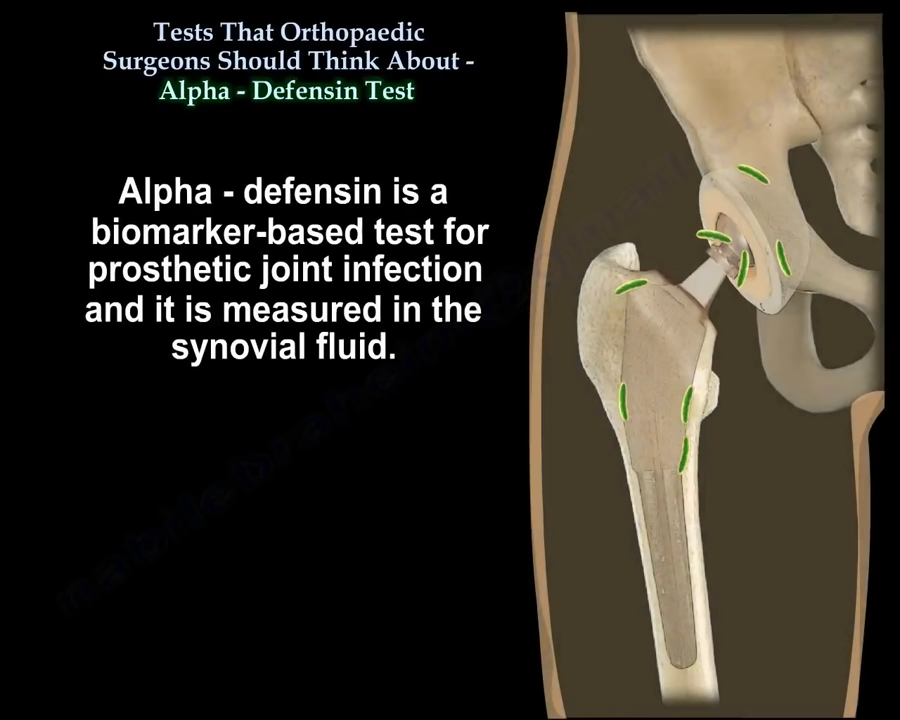 Tests That Orthopaedic
Surgeons Should Think About -
Alpha - Defensin Test
Alpha - defensin is a
biomarker-based test for
prosthetic joint infection
and it is measured in the
synovial fluid.